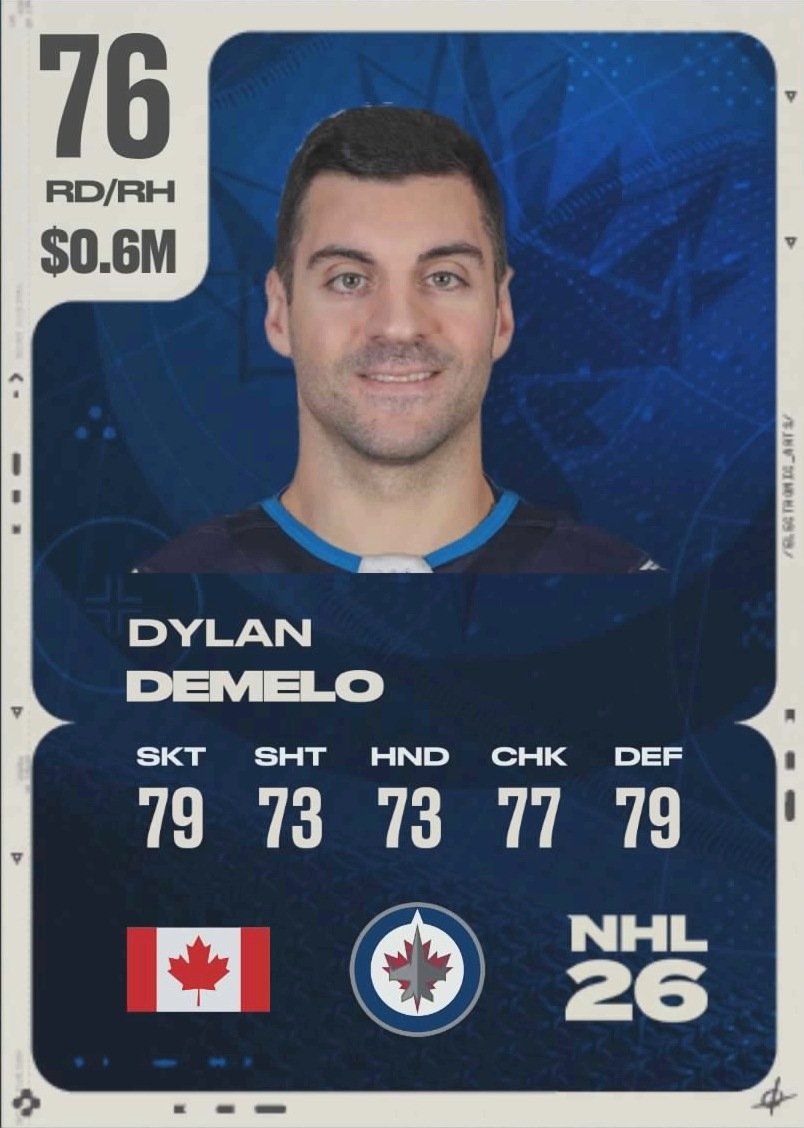 76
RD/RH
$0.6M
DYLAN
DEMELO
SKT SHT HND CHK DEF
79 73 73 77 79
NHL
26